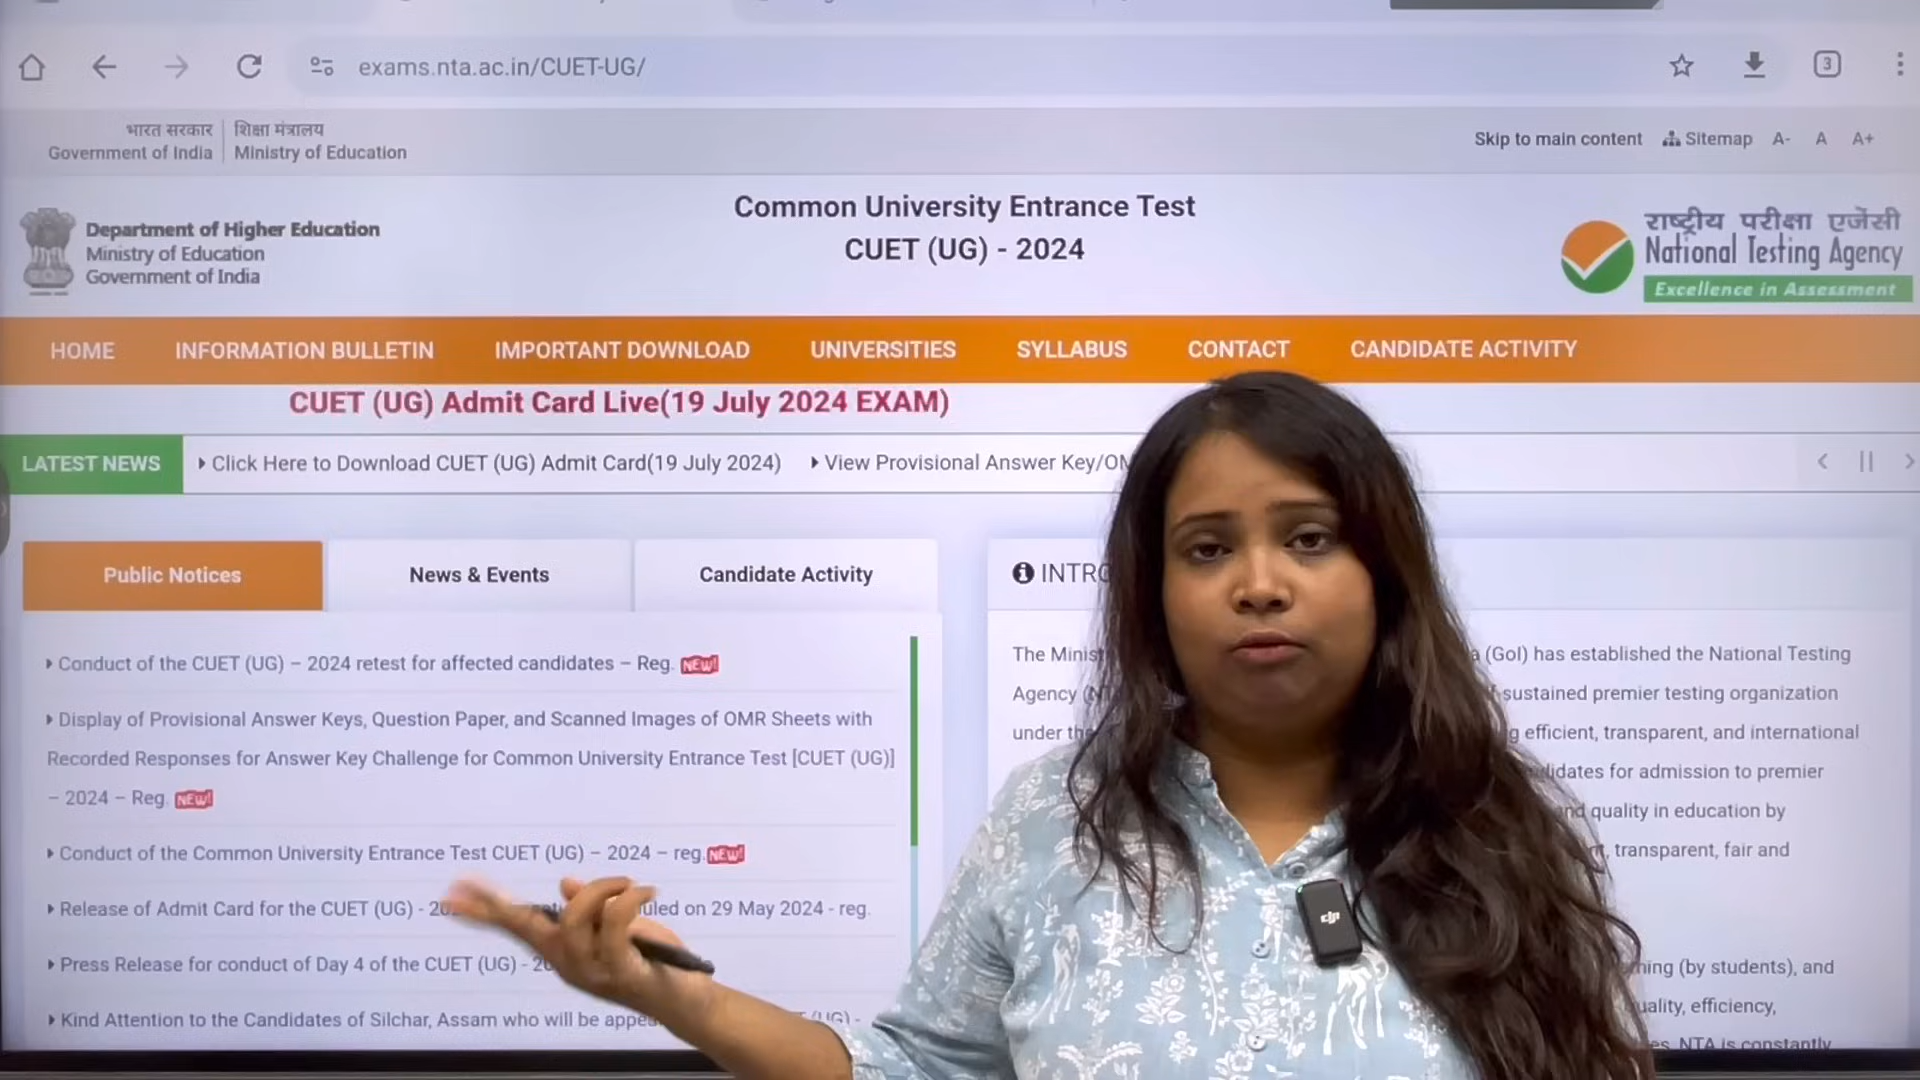 exams.nta.ac.in/CUET-UG/
3
भारत सरकार
Government of India
शिक्षा मंत्रालय
Ministry of Education
Skip to main content
Sitemap
A-
A
A+
Department of Higher Education
Ministry of Education
Government of India
Common University Entrance Test
CUET (UG) - 2024
राष्ट्रीय परीक्षा एजेंसी
National Testing Agency
Excellence in Assessment
HOME
INFORMATION BULLETIN
IMPORTANT DOWNLOAD
UNIVERSITIES
SYLLABUS
CONTACT
CANDIDATE ACTIVITY
CUET (UG) Admit Card Live(19 July 2024 EXAM)
LATEST NEWS
Click Here to Download CUET (UG) Admit Card(19 July 2024)
View Provisional Answer Key/
Public Notices
News & Events
Candidate Activity
Conduct of the CUET (UG) – 2024 retest for affected candidates – Reg. NEW!
Display of Provisional Answer Keys, Question Paper, and Scanned Images of OMR Sheets with
Recorded Responses for Answer Key Challenge for Common University Entrance Test [CUET (UG)]
– 2024 – Reg. NEW!
Conduct of the Common University Entrance Test CUET (UG) – 2024 – reg. NEW!
Release of Admit Card for the CUET (UG) - on 29 May 2024 - reg.
Press Release for conduct of Day 4 of the CUET (UG) -
Kind Attention to the Candidates of Silchar, Assam who will be
The
(GoI) has established the National Testing
Agency
sustained premier testing organization
under
efficient, transparent, and international
for admission to premier
quality in education by
transparent, fair and
(by students), and
efficiency,
NTA is constantly
dji